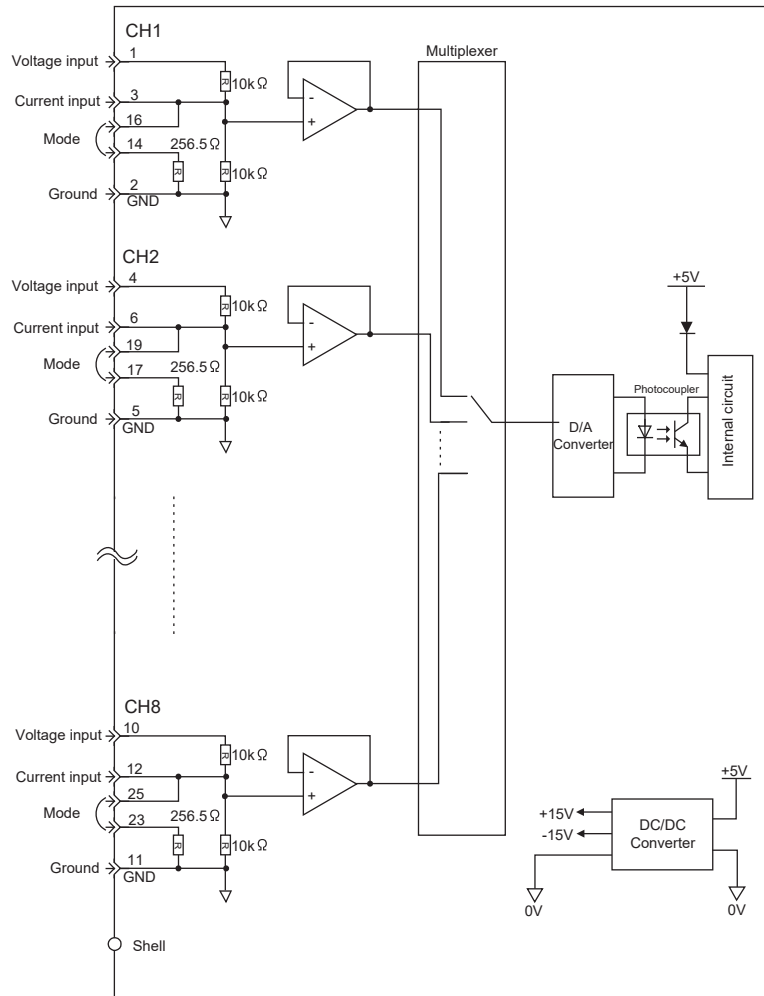 CH1
Voltage input
1
Current input
3
16
Mode
14
Ground
2
GND
10kΩ
R
256.5Ω
R
10kΩ
R
-
+
Multiplexer
CH2
Voltage input
4
Current input
6
19
Mode
17
Ground
5
GND
10kΩ
R
256.5Ω
R
10kΩ
R
-
+
+5V
D/A
Converter
Photocoupler
Internal circuit
CH8
Voltage input
10
Current input
12
25
Mode
23
Ground
11
GND
10kΩ
R
256.5Ω
R
10kΩ
R
-
+
+5V
+15V
-15V
DC/DC
Converter
0V
0V
Shell